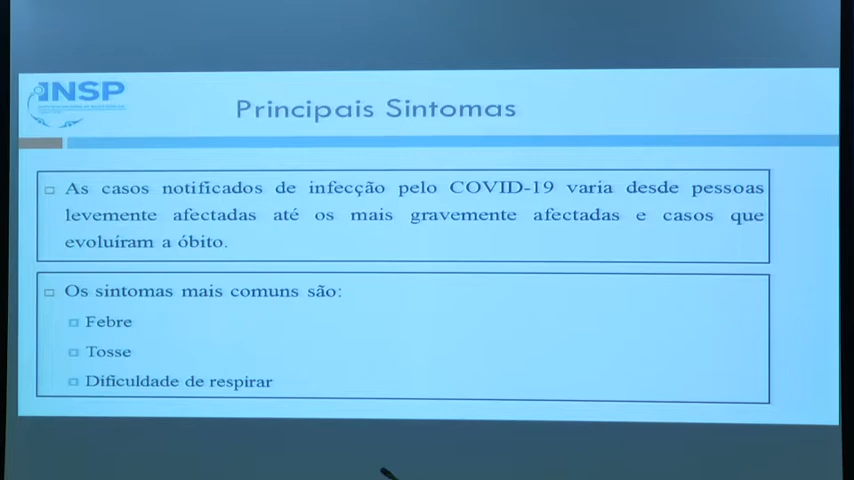 INSP
Principais Sintomas
As casos notificados de infecção pelo COVID-19 varia desde pessoas
levemente afectadas até os mais gravemente afectadas e casos que
evoluíram a óbito.
Os sintomas mais comuns são:
Febre
Tosse
Dificuldade de respirar